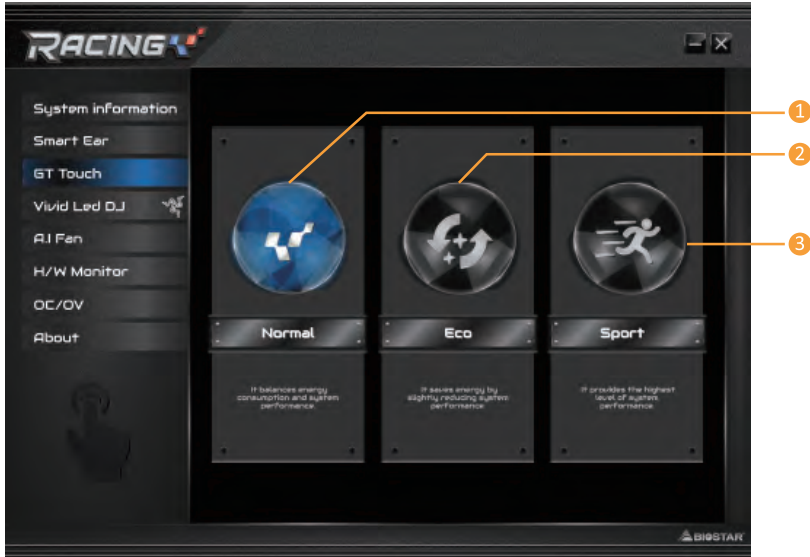 RACING
System information
Smart Ear
GT Touch
Vivid Led DJ
A.I Fan
H/W Monitor
OC/OV
About
1
2
3
Normal
Eco
Sport
It balances energy
consumption and system
performance
It saves energy by
slightly reducing system
performance
It provides the highest
level of system
performance
BIOSTAR